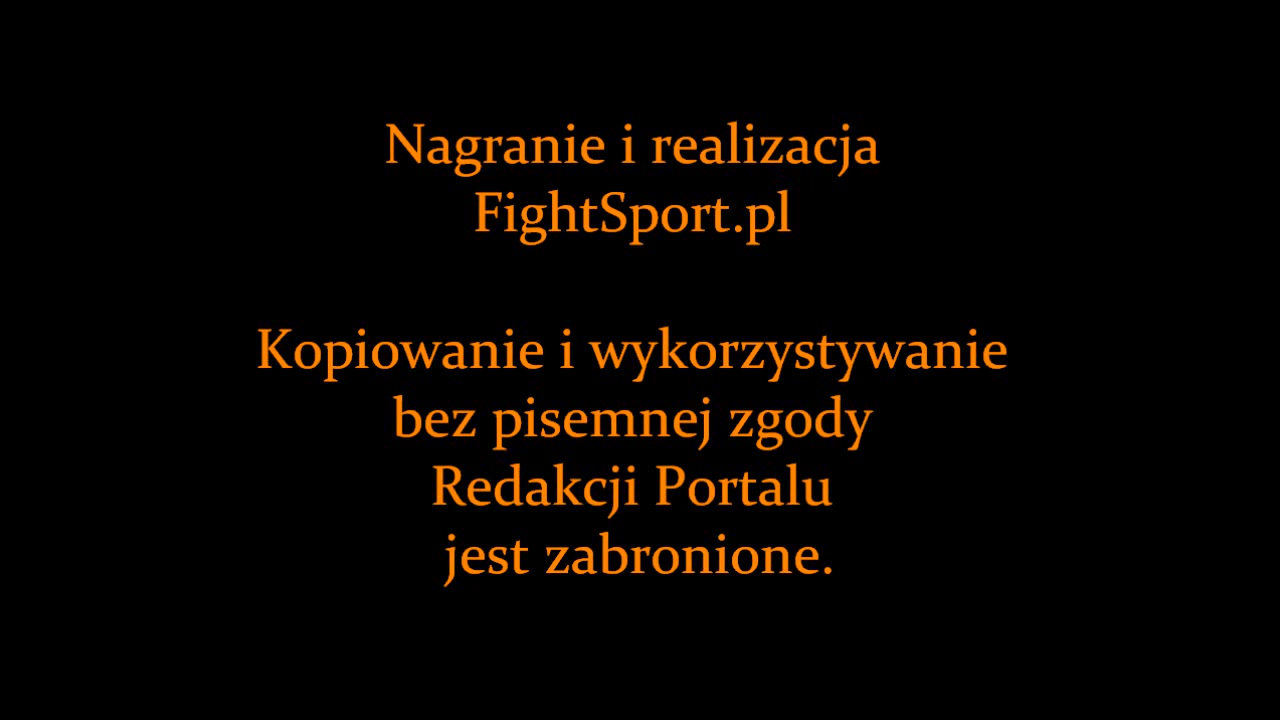 Nagranie i realizacja
FightSport.pl
Kopiowanie i wykorzystywanie
bez pisemnej zgody
Redakcji Portalu
jest zabronione.